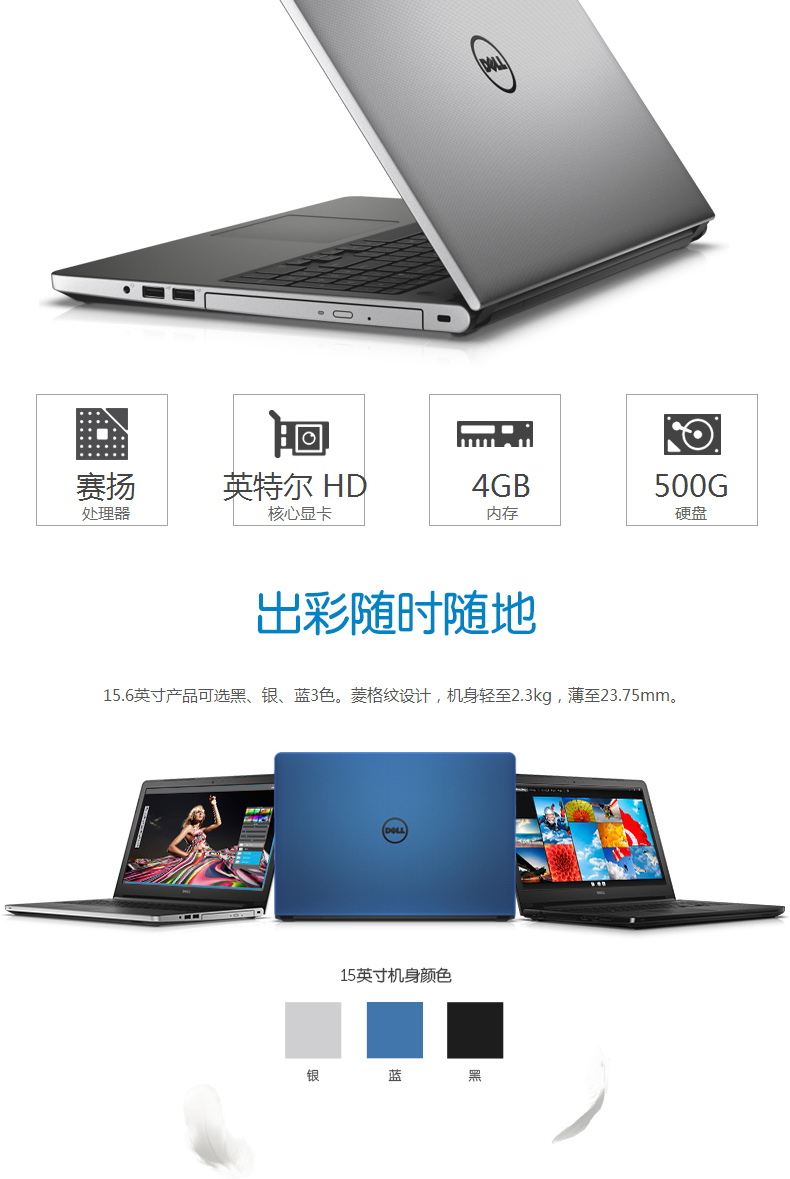 DELL
赛扬
处理器
英特尔 HD
核心显卡
4GB
内存
500G
硬盘
出彩随时随地
15.6英寸产品可选黑、银、蓝3色。菱格纹设计，机身轻至2.3kg，薄至23.75mm。
DELL
15英寸机身颜色
银
蓝
黑